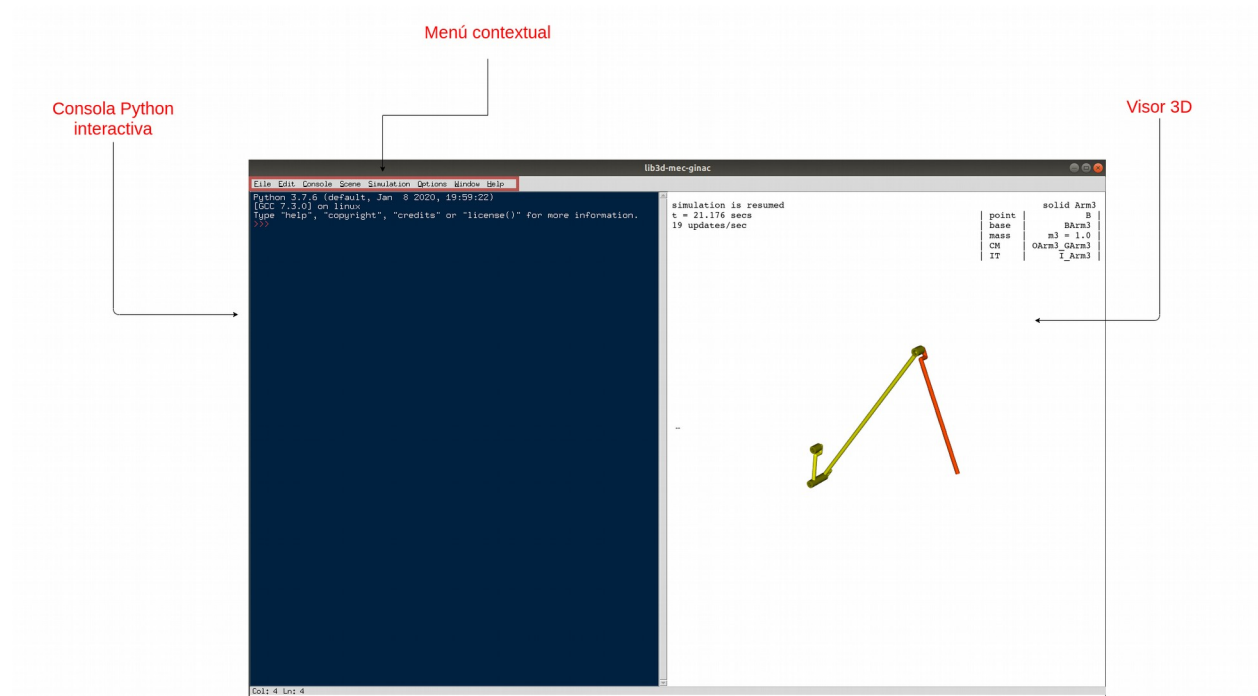 Menú contextual
Consola Python
interactiva
Visor 3D
lib3d-mec-ginac
File Edit Console Scene Simulation Options Window Help
Python 3.7.6 (default, Jan  8 2020, 19:59:22)
[GCC 7.3.0] on linux
Type "help", "copyright", "credits" or "license()" for more information.
>>>
simulation is resumed
t = 21.176 secs
19 updates/sec
solid Arm3
| point | B |
| base | BArm3 |
| mass | m3 = 1.0 |
| CM | OArm3_GArm3 |
| IT | I_Arm3 |
Col: 4 Ln: 4